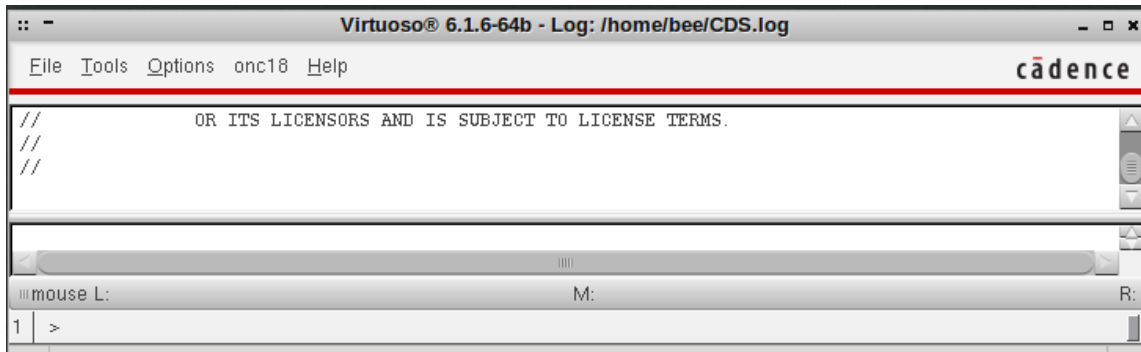 Virtuoso® 6.1.6-64b - Log: /home/bee/CDS.log
File Tools Options onc18 Help
cādence
// OR ITS LICENSORS AND IS SUBJECT TO LICENSE TERMS.
//
//
mouse L: M: R:
1 >